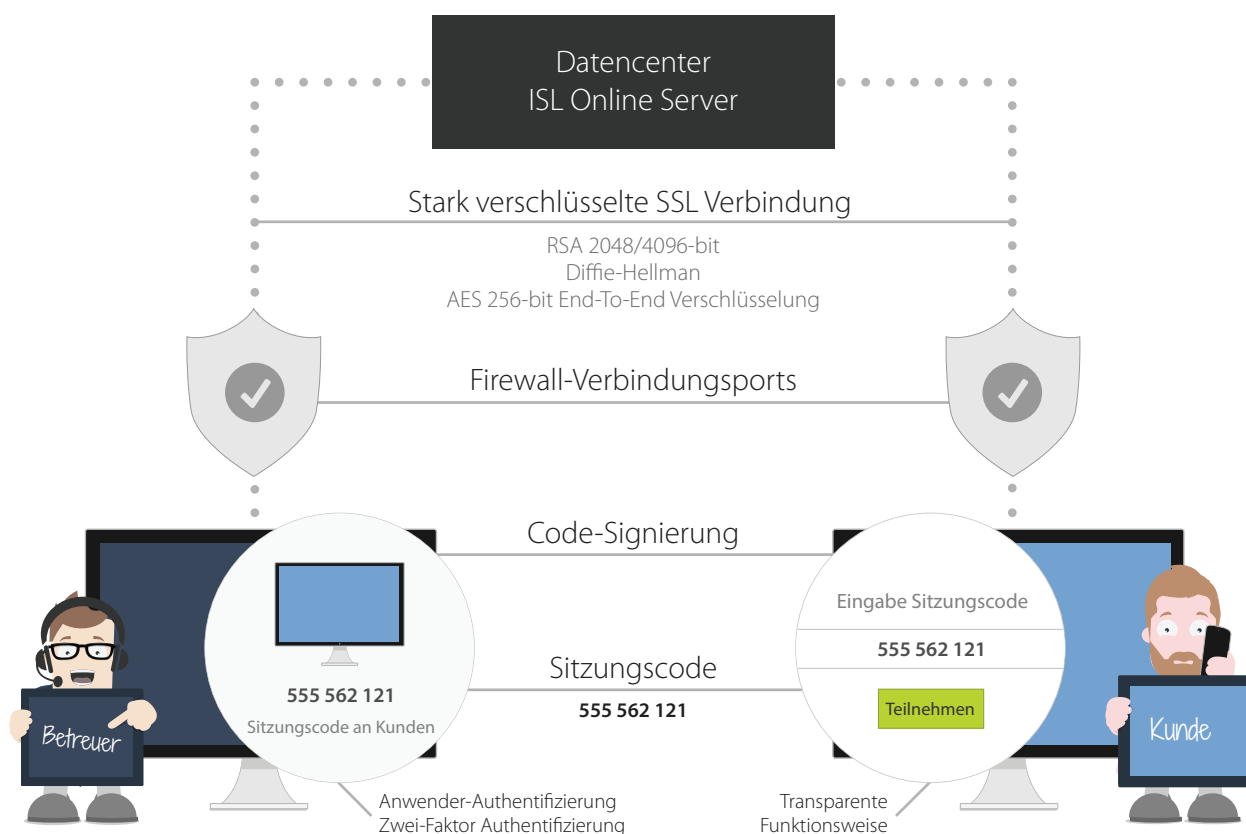 Datencenter
ISL Online Server
Stark verschlüsselte SSL Verbindung
RSA 2048/4096-bit
Diffie-Hellman
AES 256-bit End-To-End Verschlüsselung
Firewall-Verbindungsports
Code-Signierung
Eingabe Sitzungscode
555 562 121
Teilnehmen
Sitzungscode
555 562 121
555 562 121
Sitzungscode an Kunden
Betreuer
Kunde
Anwender-Authentifizierung
Zwei-Faktor Authentifizierung
Transparente
Funktionsweise